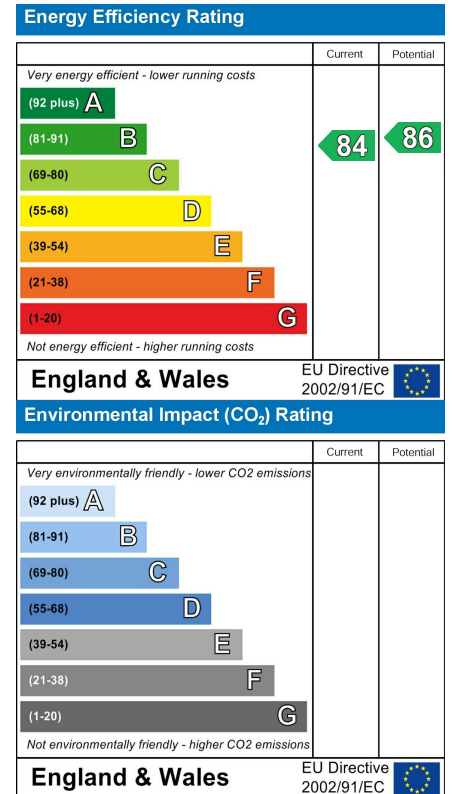 Energy Efficiency Rating
Current Potential
Very energy efficient - lower running costs
(92 plus) A
(81-91) B
84 86
(69-80) C
(55-68) D
(39-54) E
(21-38) F
(1-20) G
Not energy efficient - higher running costs
England & Wales
EU Directive
2002/91/EC
Environmental Impact (CO₂) Rating
Current Potential
Very environmentally friendly - lower CO2 emissions
(92 plus) A
(81-91) B
(69-80) C
(55-68) D
(39-54) E
(21-38) F
(1-20) G
Not environmentally friendly - higher CO2 emissions
England & Wales
EU Directive
2002/91/EC